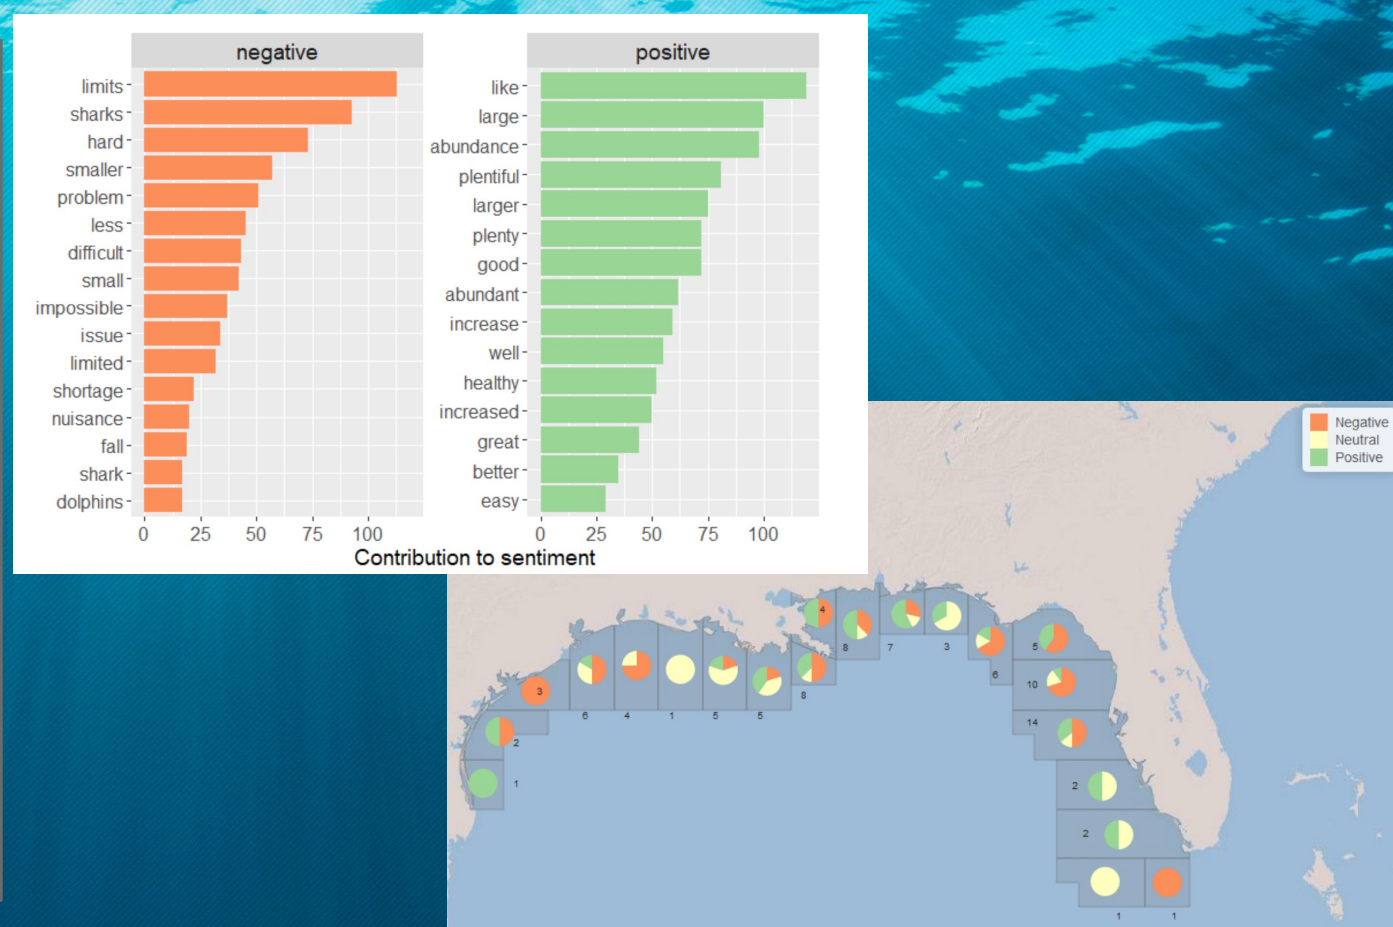 negative
limits
sharks
hard
smaller
problem
less
difficult
small
impossible
issue
limited
shortage
nuisance
fall
shark
dolphins
0 25 50 75 100
positive
like
large
abundance
plentiful
larger
plenty
good
abundant
increase
well
healthy
increased
great
better
easy
0 25 50 75 100
Contribution to sentiment
Negative
Neutral
Positive
4
8
7
3
6
5
10
14
2
2
1
1
8
5
5
1
4
6
3
2
1